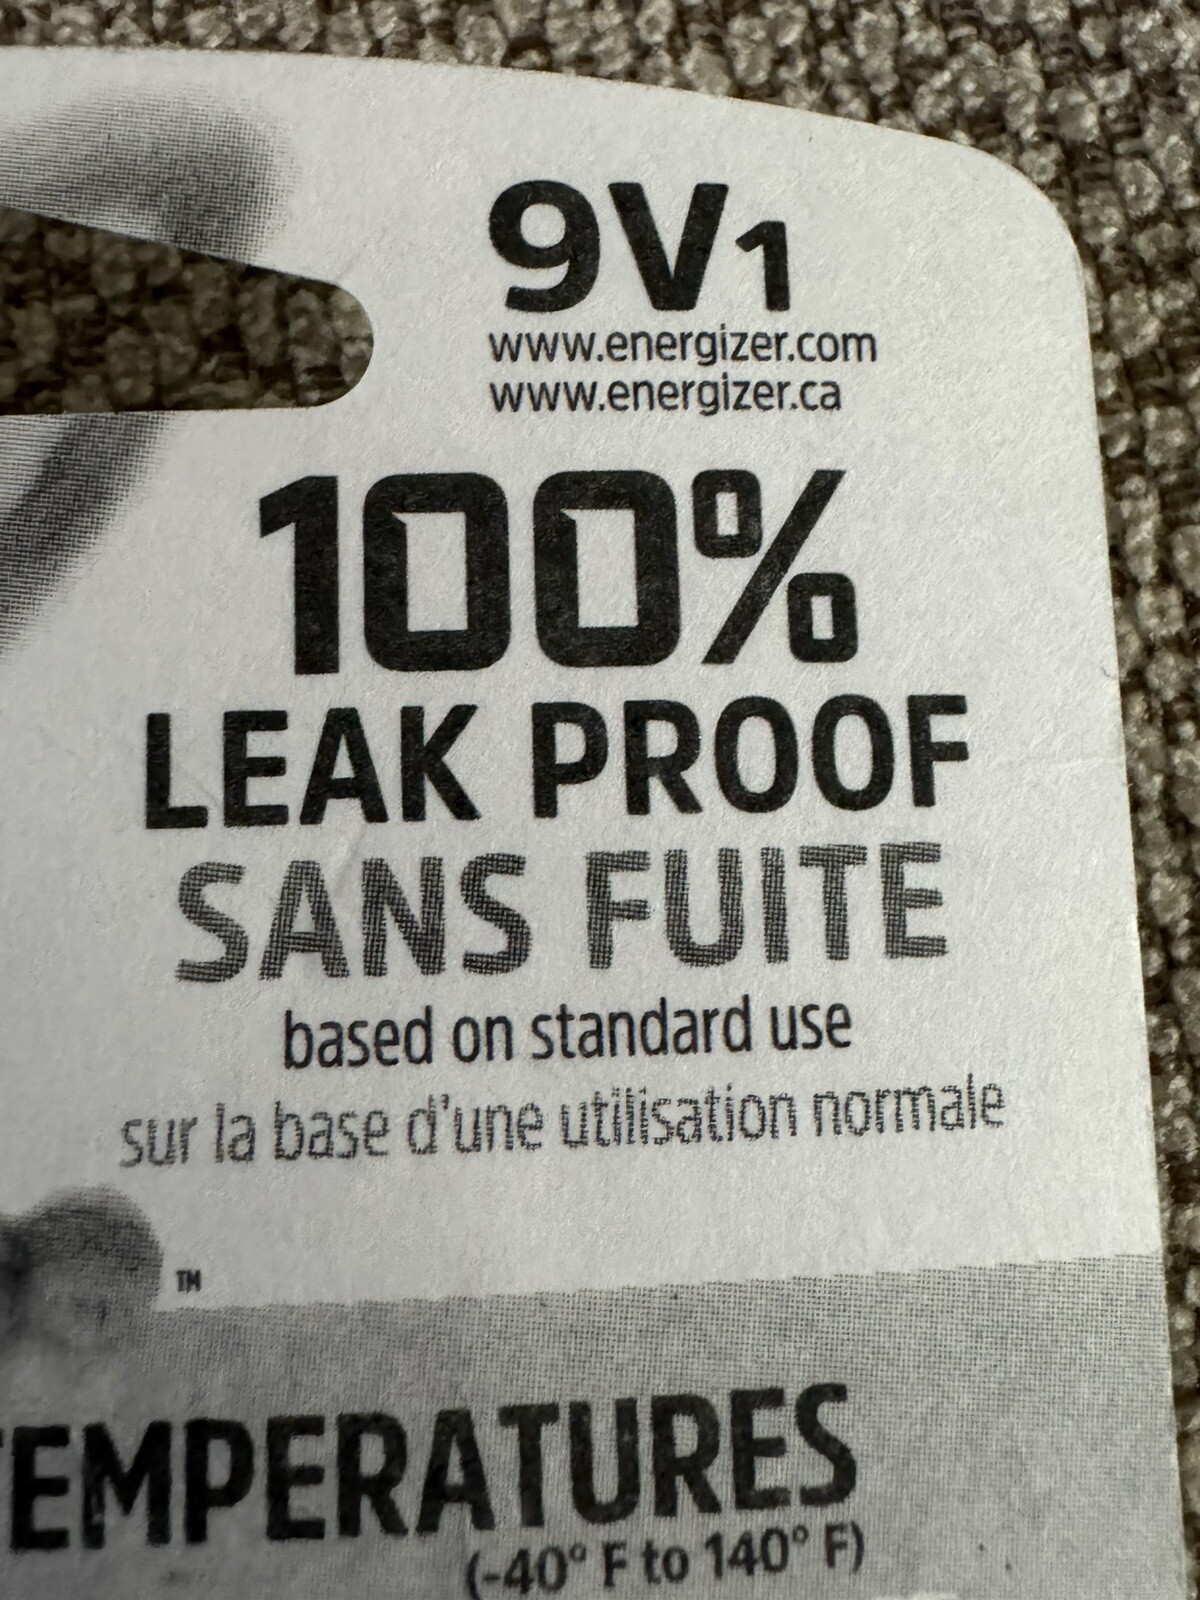 9V1
www.energizer.com
www.energizer.ca
100%
LEAK PROOF
SANS FUITE
based on standard use
sur la base d'une utilisation normale
TM
TEMPERATURES
(-40° F to 140° F)